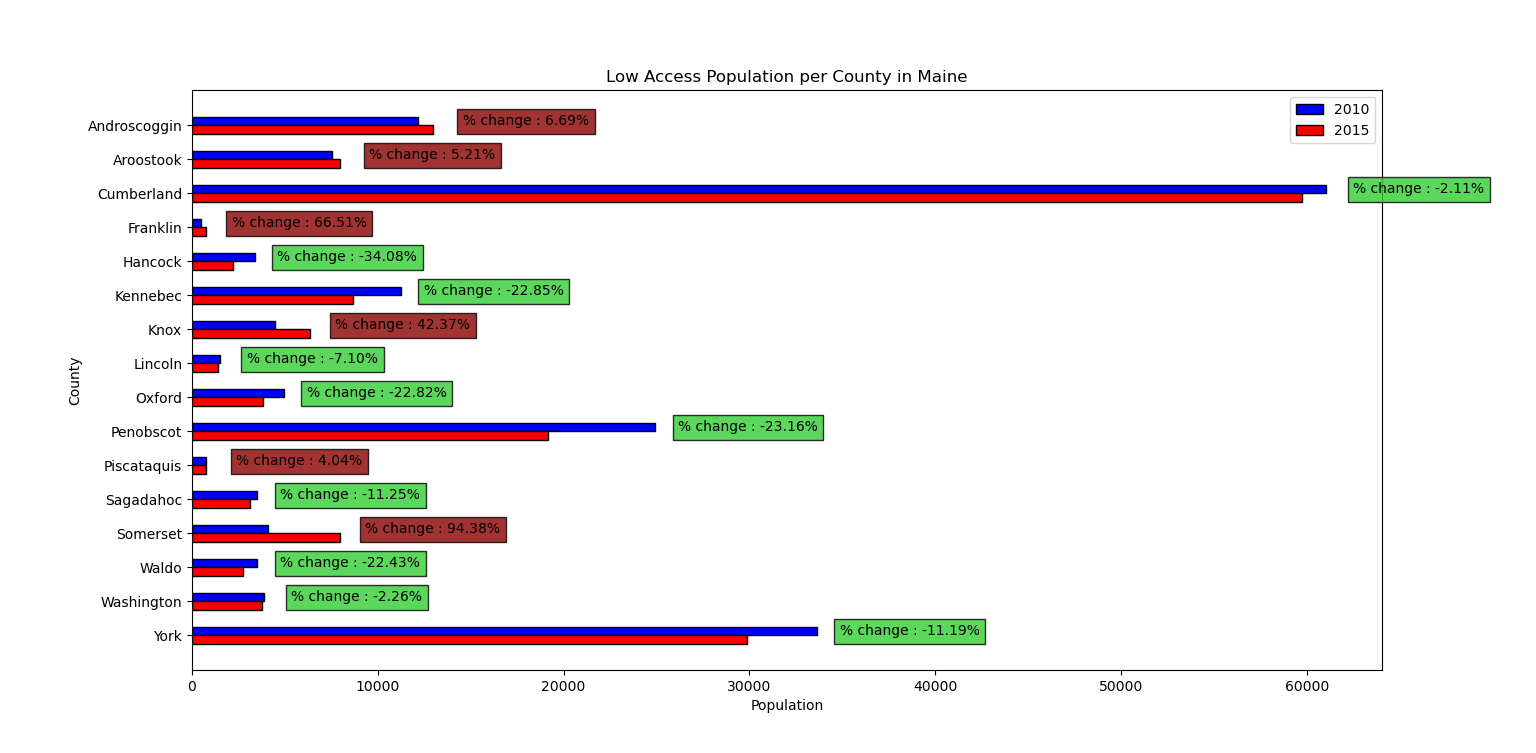 Low Access Population per County in Maine
2010
2015
Androscoggin % change : 6.69%
Aroostook % change : 5.21%
Cumberland % change : -2.11%
Franklin % change : 66.51%
Hancock % change : -34.08%
Kennebec % change : -22.85%
Knox % change : 42.37%
Lincoln % change : -7.10%
Oxford % change : -22.82%
Penobscot % change : -23.16%
Piscataquis % change : 4.04%
Sagadahoc % change : -11.25%
Somerset % change : 94.38%
Waldo % change : -22.43%
Washington % change : -2.26%
York % change : -11.19%
County
0 10000 20000 30000 40000 50000 60000
Population